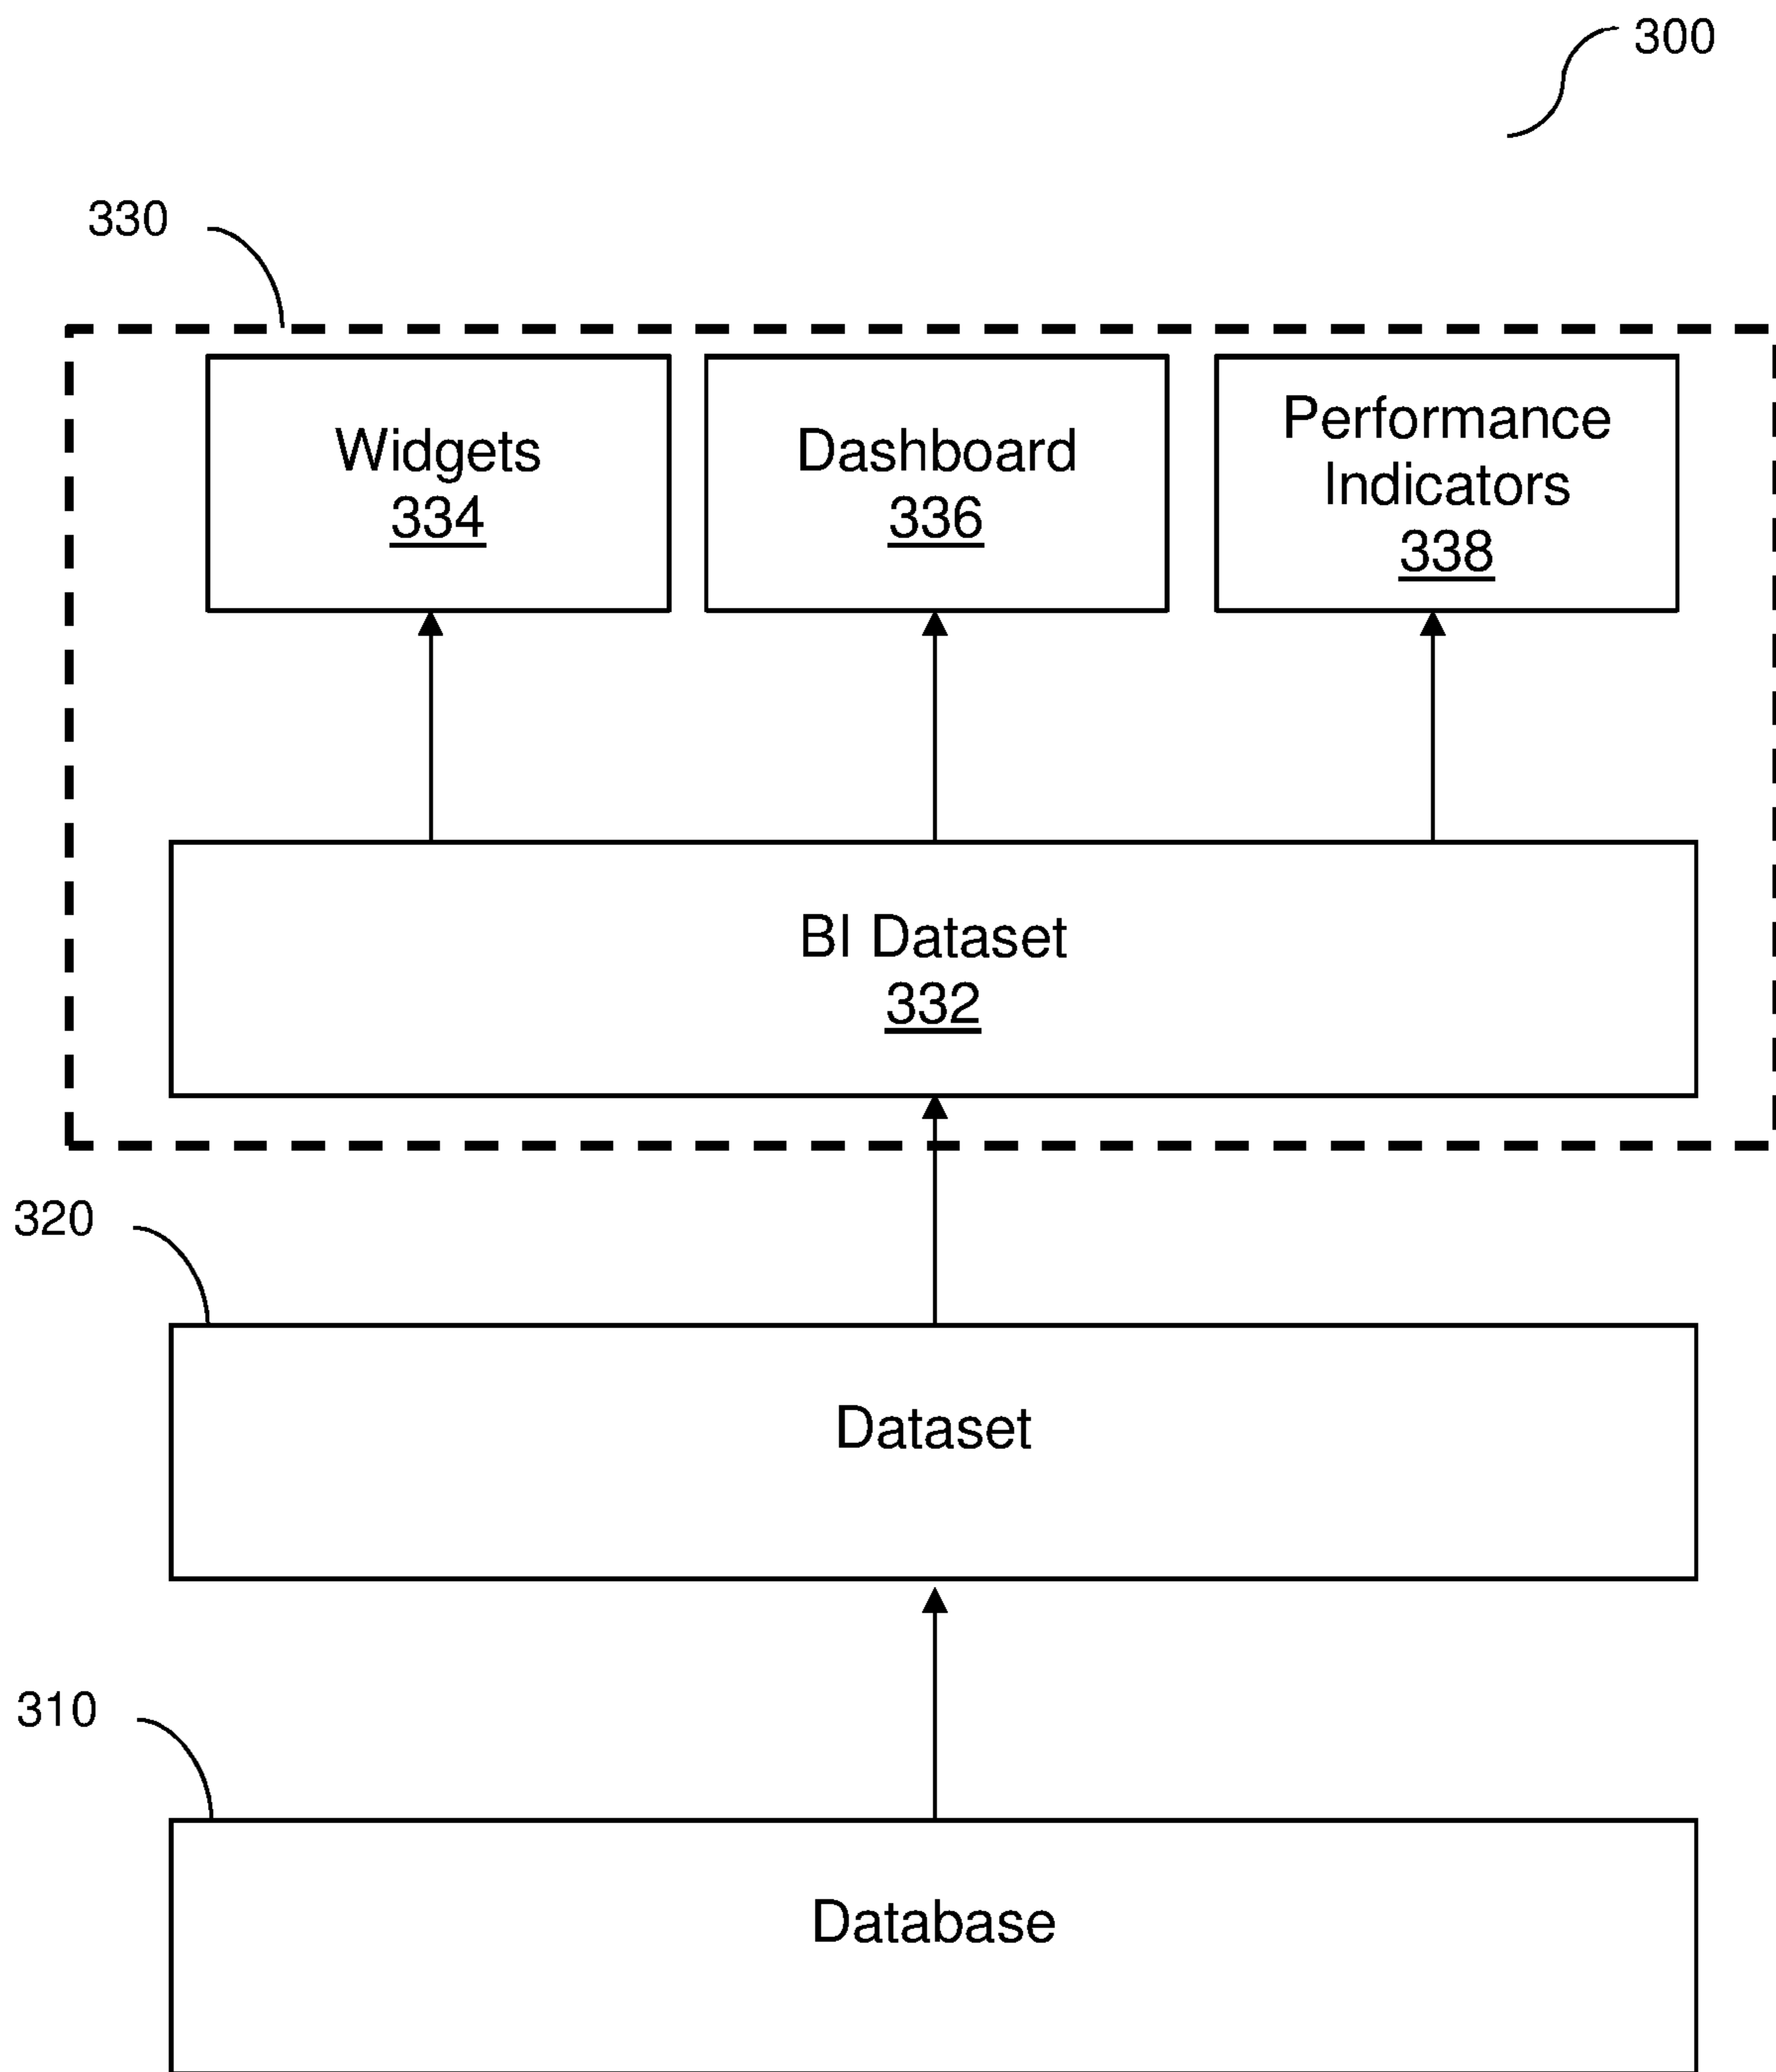 300
330
Widgets
334
Dashboard
336
Performance
Indicators
338
BI Dataset
332
320
Dataset
310
Database